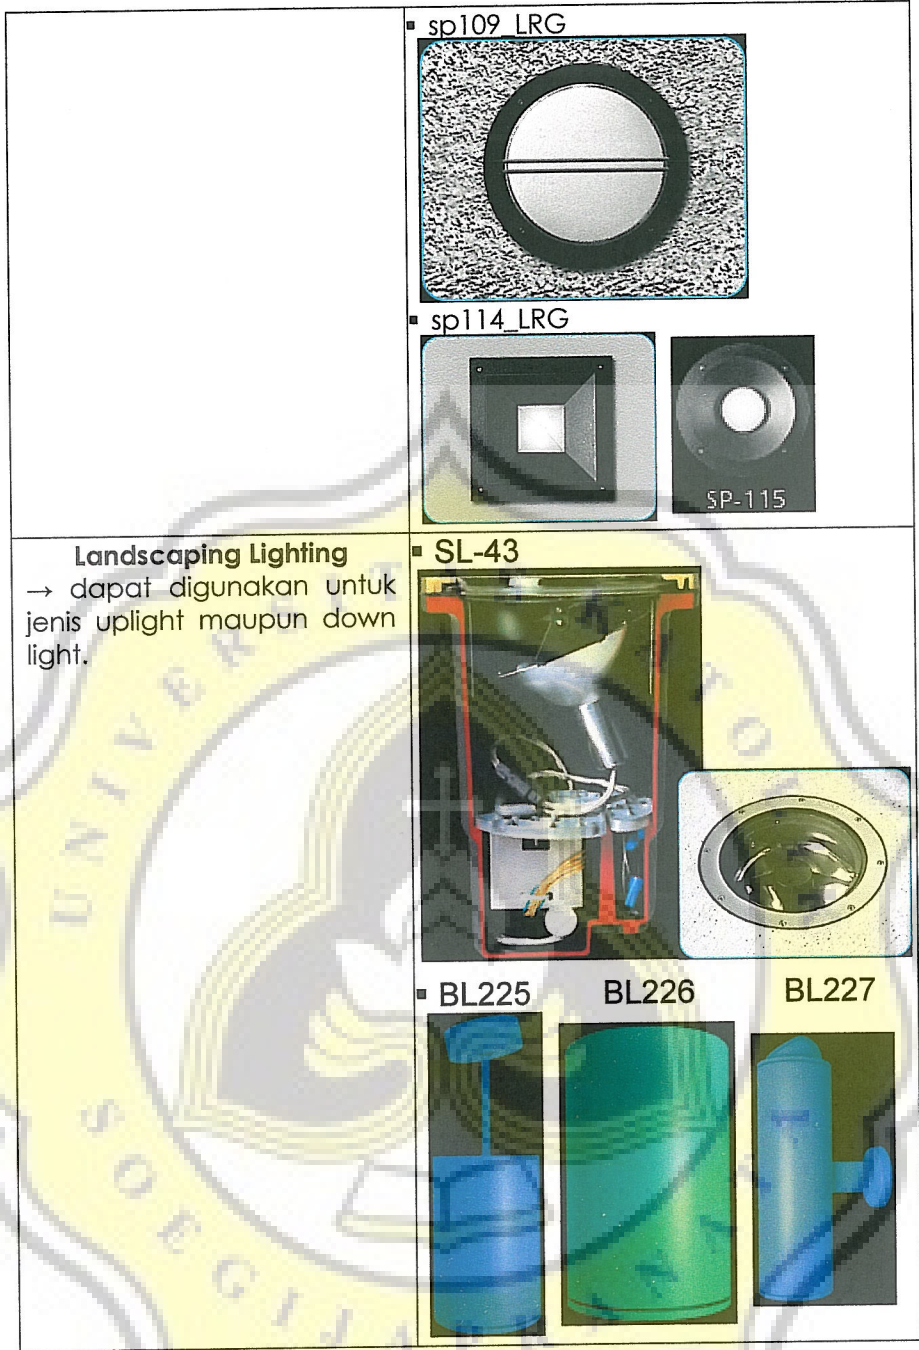 ▪ sp109_LRG
▪ sp114_LRG
SP-115
Landscaping Lighting
→ dapat digunakan untuk
jenis uplight maupun down
light.
▪ SL-43
▪ BL225 BL226 BL227